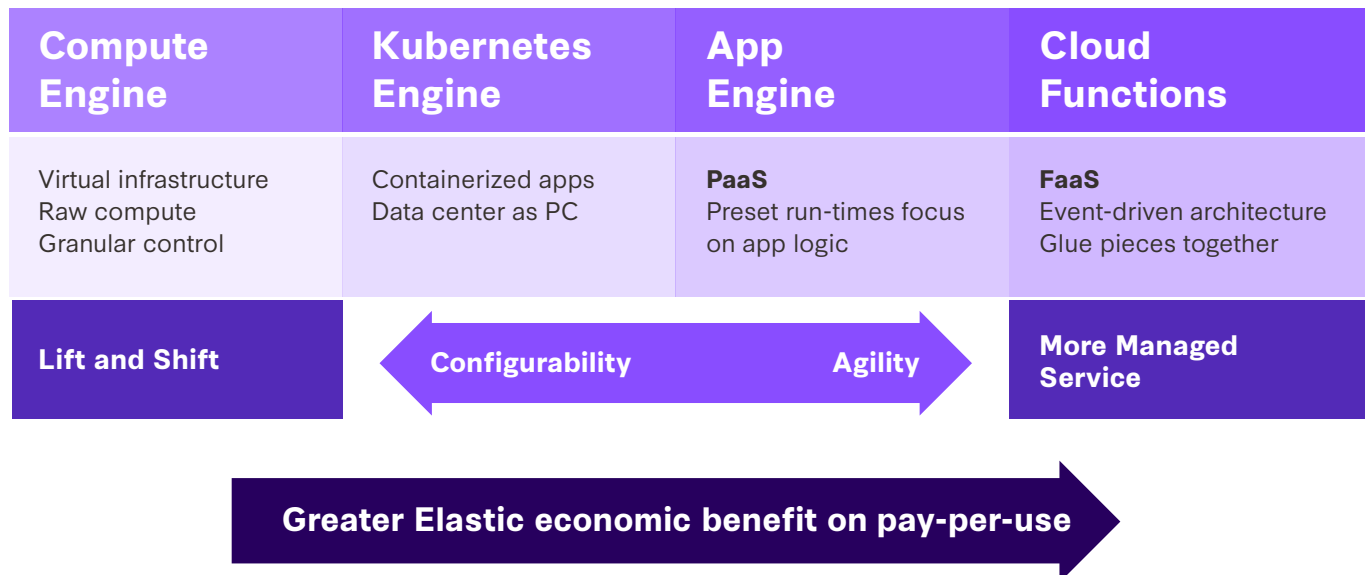 Compute
Engine
Kubernetes
Engine
App
Engine
Cloud
Functions
Virtual infrastructure
Raw compute
Granular control
Containerized apps
Data center as PC
PaaS
Preset run-times focus
on app logic
FaaS
Event-driven architecture
Glue pieces together
Lift and Shift
Configurability
Agility
More Managed
Service
Greater Elastic economic benefit on pay-per-use